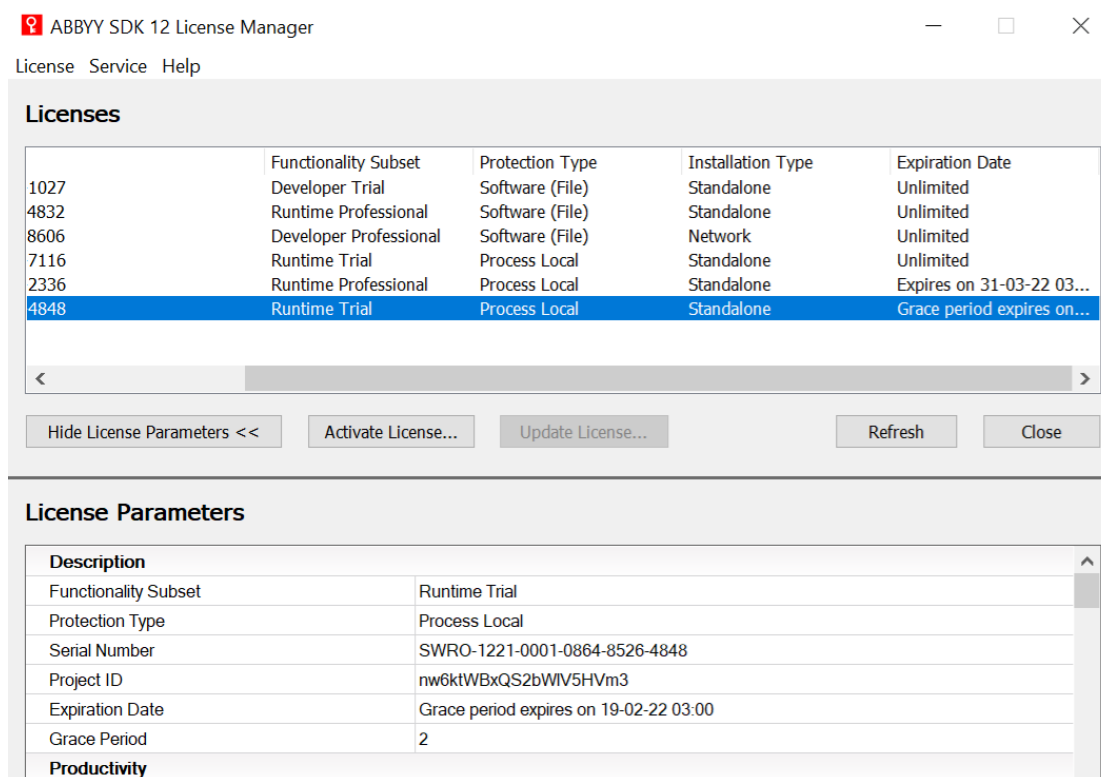 ABBYY SDK 12 License Manager
License Service Help
Licenses
Functionality Subset Protection Type Installation Type Expiration Date
1027 Developer Trial Software (File) Standalone Unlimited
4832 Runtime Professional Software (File) Standalone Unlimited
8606 Developer Professional Software (File) Network Unlimited
7116 Runtime Trial Process Local Standalone Unlimited
2336 Runtime Professional Process Local Standalone Expires on 31-03-22 03...
4848 Runtime Trial Process Local Standalone Grace period expires on...
Hide License Parameters << Activate License... Update License... Refresh Close
License Parameters
Description
Functionality Subset Runtime Trial
Protection Type Process Local
Serial Number SWRO-1221-0001-0864-8526-4848
Project ID nw6ktWBxQS2bWlV5HVm3
Expiration Date Grace period expires on 19-02-22 03:00
Grace Period 2
Productivity